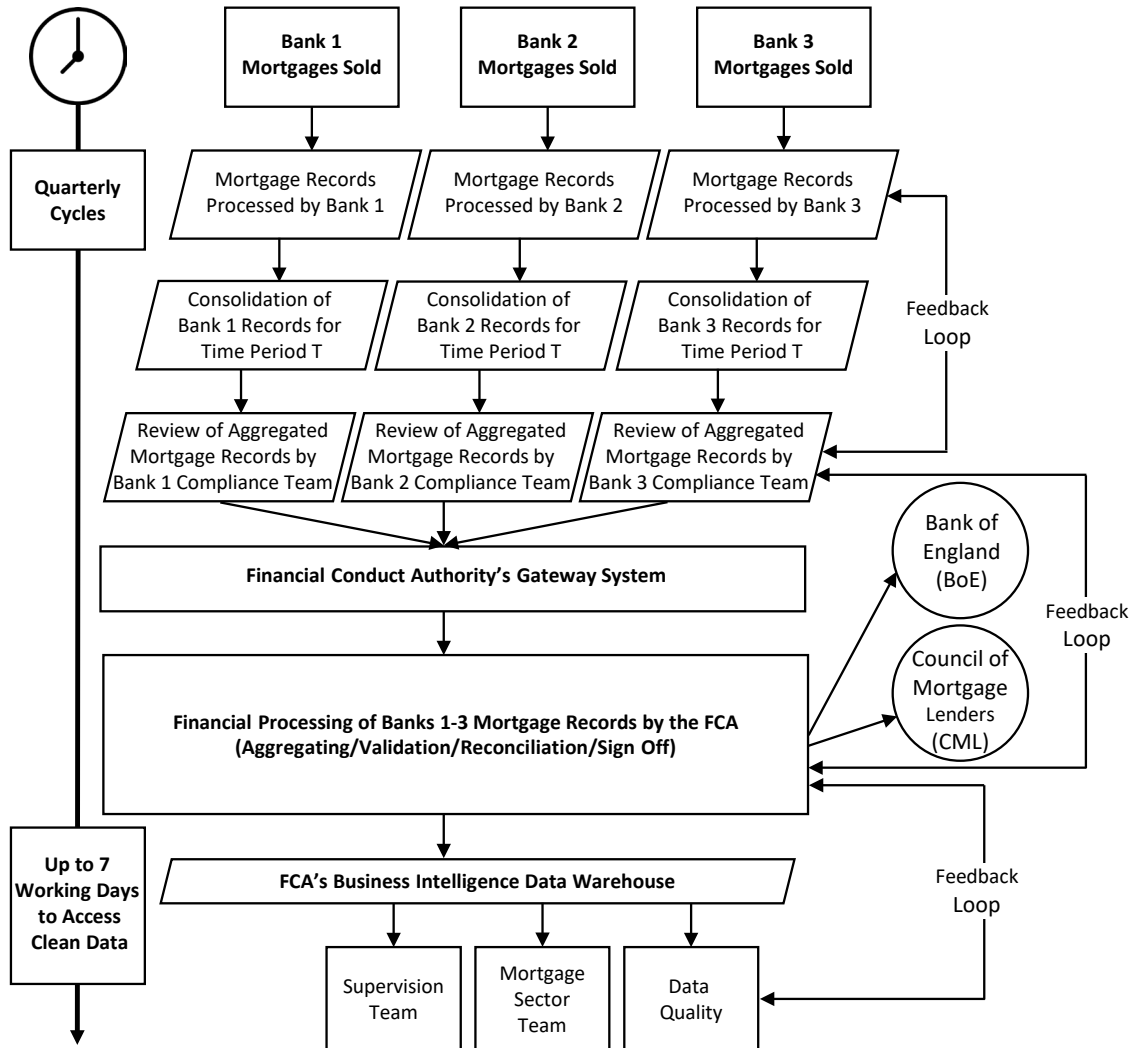 Bank 1
Mortgages Sold
Bank 2
Mortgages Sold
Bank 3
Mortgages Sold
Quarterly
Cycles
Mortgage Records
Processed by Bank 1
Mortgage Records
Processed by Bank 2
Mortgage Records
Processed by Bank 3
Consolidation of
Bank 1 Records for
Time Period T
Consolidation of
Bank 2 Records for
Time Period T
Consolidation of
Bank 3 Records for
Time Period T
Feedback
Loop
Review of Aggregated
Mortgage Records by
Bank 1 Compliance Team
Review of Aggregated
Mortgage Records by
Bank 2 Compliance Team
Review of Aggregated
Mortgage Records by
Bank 3 Compliance Team
Bank of
England
(BoE)
Financial Conduct Authority's Gateway System
Feedback
Loop
Council of
Mortgage
Lenders
(CML)
Financial Processing of Banks 1-3 Mortgage Records by the FCA
(Aggregating/Validation/Reconciliation/Sign Off)
Up to 7
Working Days
to Access
Clean Data
FCA's Business Intelligence Data Warehouse
Feedback
Loop
Supervision
Team
Mortgage
Sector
Team
Data
Quality